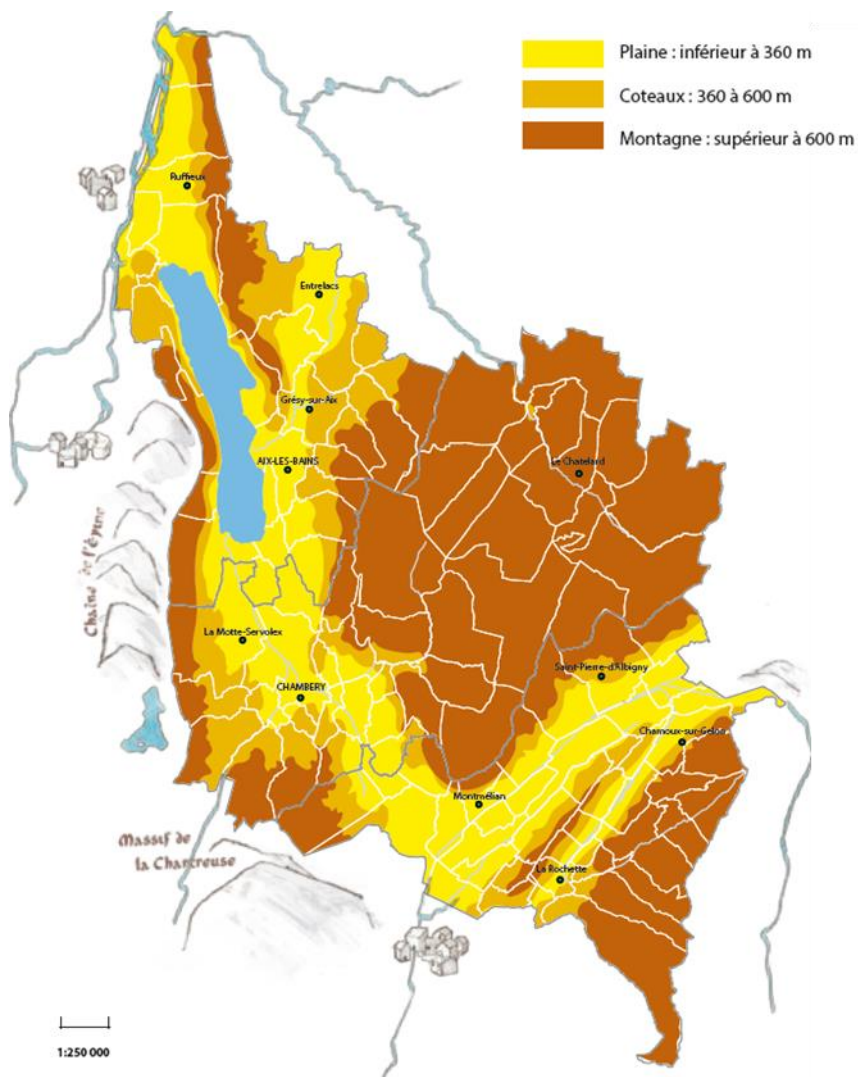 Plaine : inférieur à 360 m
Coteaux : 360 à 600 m
Montagne : supérieur à 600 m
Ruffieux
Entrelacs
Grésy-sur-Aix
AIX-LES-BAINS
Le Chatelard
Chaîne de l'Épine
La Motte-Servolex
Saint-Pierre-d'Albigny
CHAMBERY
Chamoux-sur-Gelon
Montmélian
Massif de
la Chartreuse
La Rochette
1:250 000